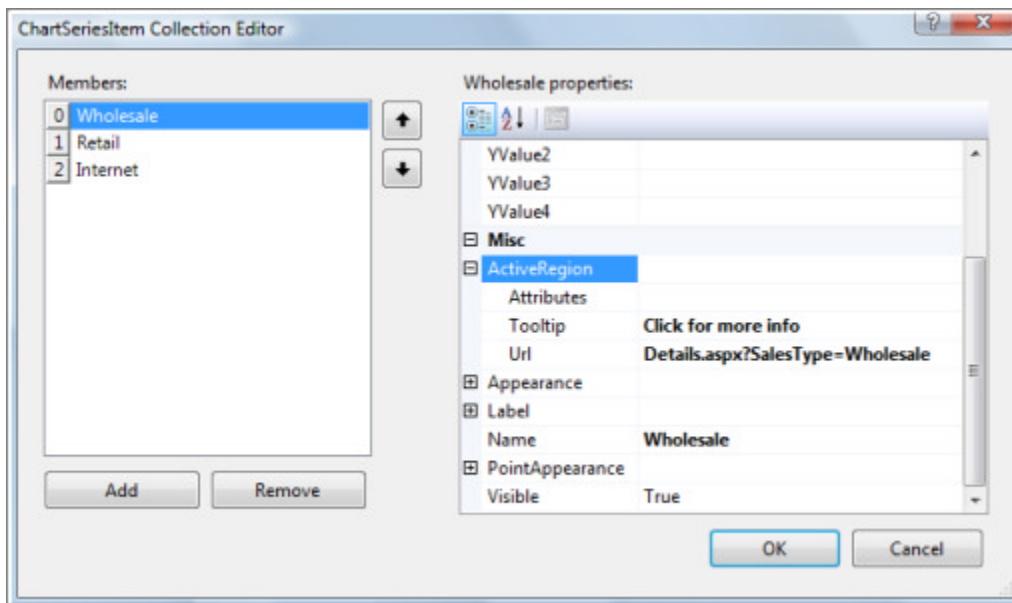 ChartSeriesItem Collection Editor
Members:
0 Wholesale
1 Retail
2 Internet
Add
Remove
Wholesale properties:
YValue2
YValue3
YValue4
Misc
ActiveRegion
Attributes
Tooltip Click for more info
Url Details.aspx?SalesType=Wholesale
Appearance
Label
Name Wholesale
PointAppearance
Visible True
OK
Cancel